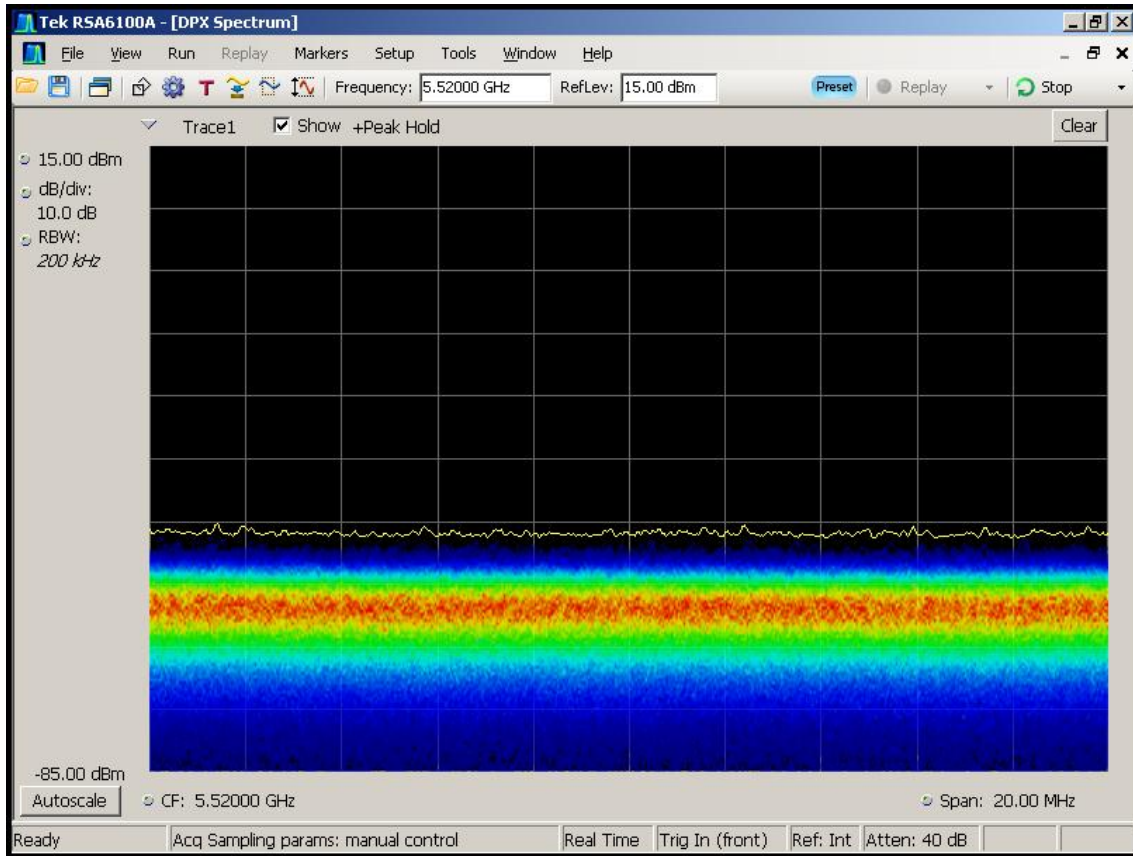 Tek RSA6100A - [DPX Spectrum]
File View Run Replay Markers Setup Tools Window Help
Frequency: 5.52000 GHz RefLev: 15.00 dBm Preset Replay Stop
Trace1 Show +Peak Hold Clear
15.00 dBm
dB/div:
10.0 dB
RBW:
200 kHz
-85.00 dBm
Autoscale CF: 5.52000 GHz Span: 20.00 MHz
Ready Acq Sampling params: manual control Real Time Trig In (front) Ref: Int Atten: 40 dB